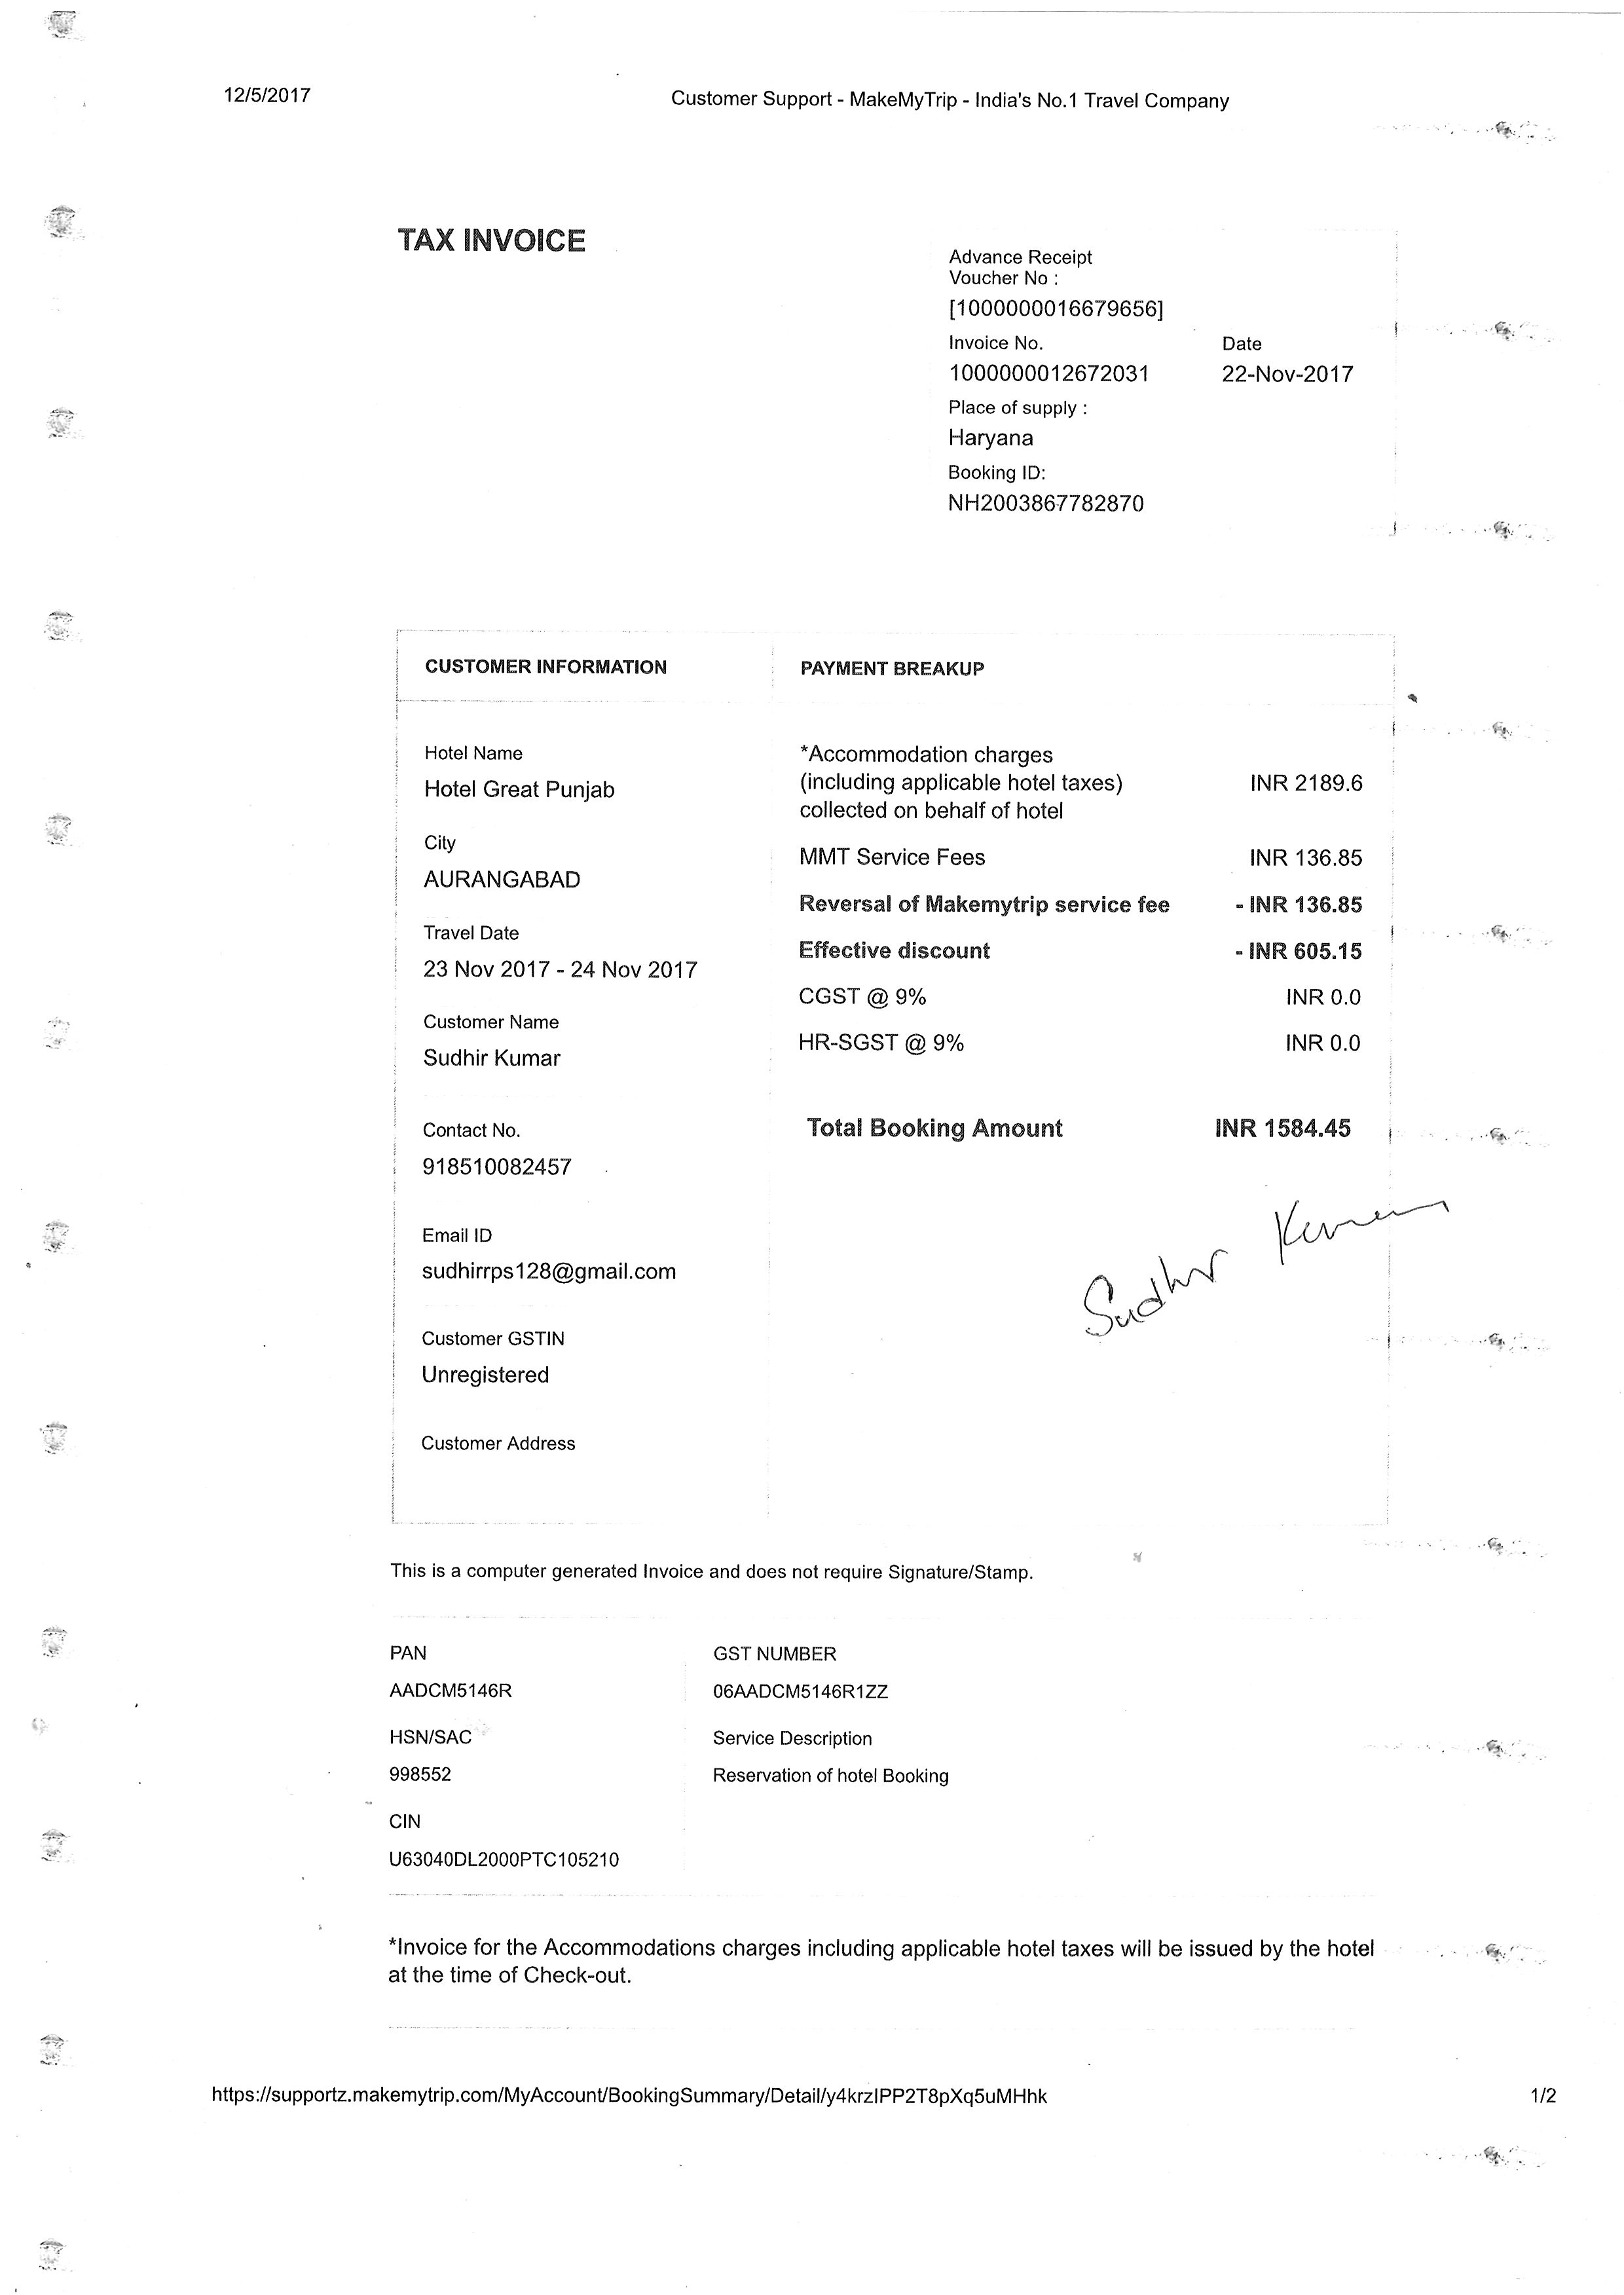 12/5/2017
Customer Support - MakeMyTrip - India's No.1 Travel Company
TAX INVOICE
Advance Receipt
Voucher No :
[1000000016679656]
Invoice No.
Date
1000000012672031
22-Nov-2017
Place of supply :
Haryana
Booking ID:
NH2003867782870
CUSTOMER INFORMATION
Hotel Name
Hotel Great Punjab
City
AURANGABAD
Travel Date
23 Nov 2017 - 24 Nov 2017
Customer Name
Sudhir Kumar
Contact No.
918510082457
Email ID
sudhirrps128@gmail.com
Customer GSTIN
Unregistered
Customer Address
PAYMENT BREAKUP
*Accommodation charges
(including applicable hotel taxes) INR 2189.6
collected on behalf of hotel
MMT Service Fees INR 136.85
Reversal of Makemytrip service fee - INR 136.85
Effective discount - INR 605.15
CGST @ 9% INR 0.0
HR-SGST @ 9% INR 0.0
Total Booking Amount INR 1584.45
Sudhir Kumar
This is a computer generated Invoice and does not require Signature/Stamp.
PAN
GST NUMBER
AADCM5146R
06AADCM5146R1ZZ
HSN/SAC
Service Description
998552
Reservation of hotel Booking
CIN
U63040DL2000PTC105210
*Invoice for the Accommodations charges including applicable hotel taxes will be issued by the hotel
at the time of Check-out.
https://supportz.makemytrip.com/MyAccount/BookingSummary/Detail/y4krzIPP2T8pXq5uMHhk
1/2